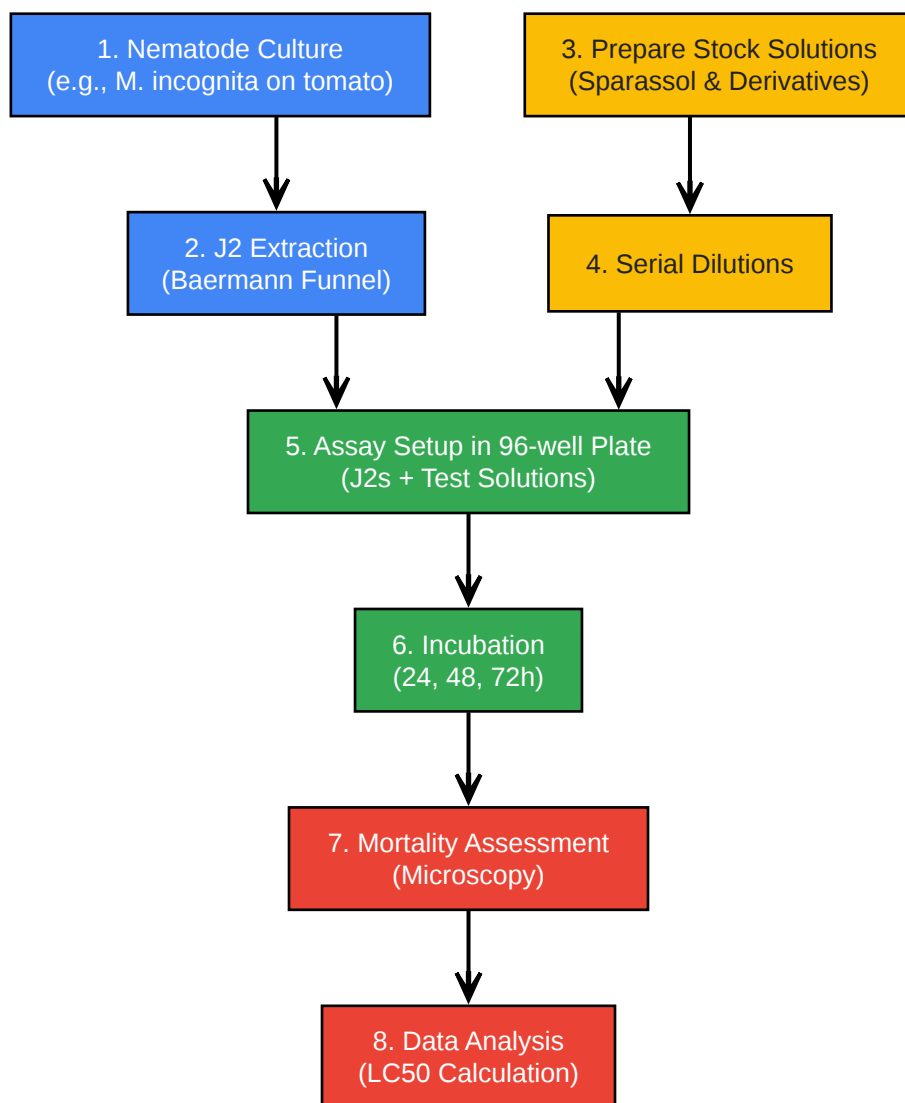 1. Nematode Culture
(e.g., M. incognita on tomato)
3. Prepare Stock Solutions
(Sparassol & Derivatives)
2. J2 Extraction
(Baermann Funnel)
4. Serial Dilutions
5. Assay Setup in 96-well Plate
(J2s + Test Solutions)
6. Incubation
(24, 48, 72h)
7. Mortality Assessment
(Microscopy)
8. Data Analysis
(LC50 Calculation)